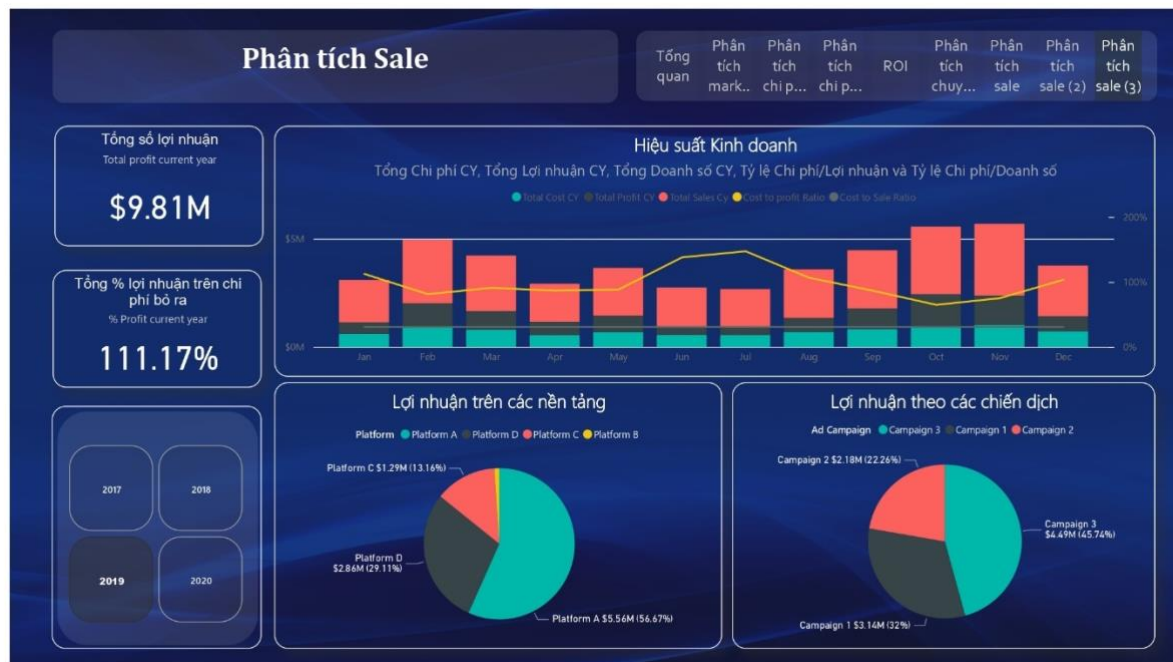 Phân tích Sale
Tổng
quan
Phân
tích
mark..
Phân
tích
chi p...
Phân
tích
chi p...
ROI
Phân
tích
chuy...
Phân
tích
sale
Phân
tích
sale (2)
Phân
tích
sale (3)
Tổng số lợi nhuận
Total profit current year
$9.81M
Tổng % lợi nhuận trên chi
phí bỏ ra
% Profit current year
111.17%
2017
2018
2019
2020
Hiệu suất Kinh doanh
Tổng Chi phí CY, Tổng Lợi nhuận CY, Tổng Doanh số CY, Tỷ lệ Chi phí/Lợi nhuận và Tỷ lệ Chi phí/Doanh số
Total Cost CY Total Profit CY Total Sales Cy Cost to profit Ratio Cost to Sale Ratio
$5M
$0M
200%
100%
0%
Jan Feb Mar Apr May Jun Jul Aug Sep Oct Nov Dec
Lợi nhuận trên các nền tảng
Platform Platform A Platform D Platform C Platform B
Platform C $1.29M (13.16%)
Platform D
$2.86M (29.11%)
Platform A $5.56M (56.67%)
Lợi nhuận theo các chiến dịch
Ad Campaign Campaign 3 Campaign 1 Campaign 2
Campaign 2 $2.18M (22.26%)
Campaign 3
$4.49M (45.74%)
Campaign 1 $3.14M (32%)